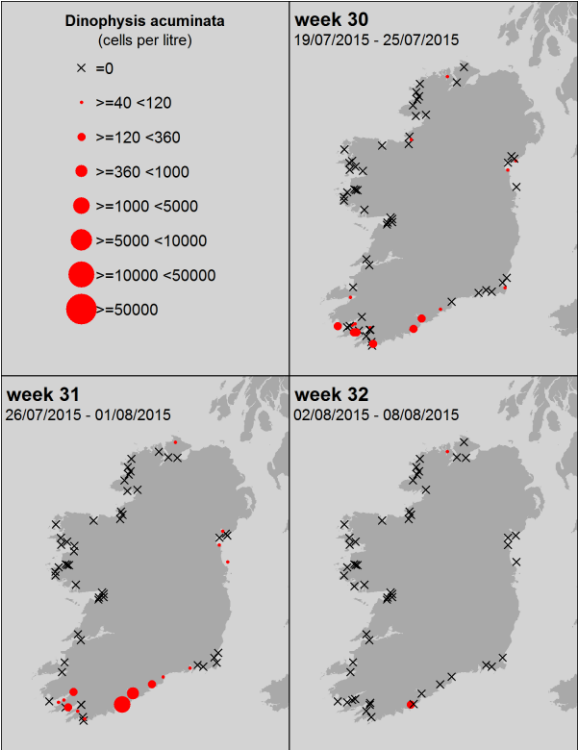 Dinophysis acuminata
(cells per litre)
=0
>=40 <120
>=120 <360
>=360 <1000
>=1000 <5000
>=5000 <10000
>=10000 <50000
>=50000
week 30
19/07/2015 - 25/07/2015
week 31
26/07/2015 - 01/08/2015
week 32
02/08/2015 - 08/08/2015